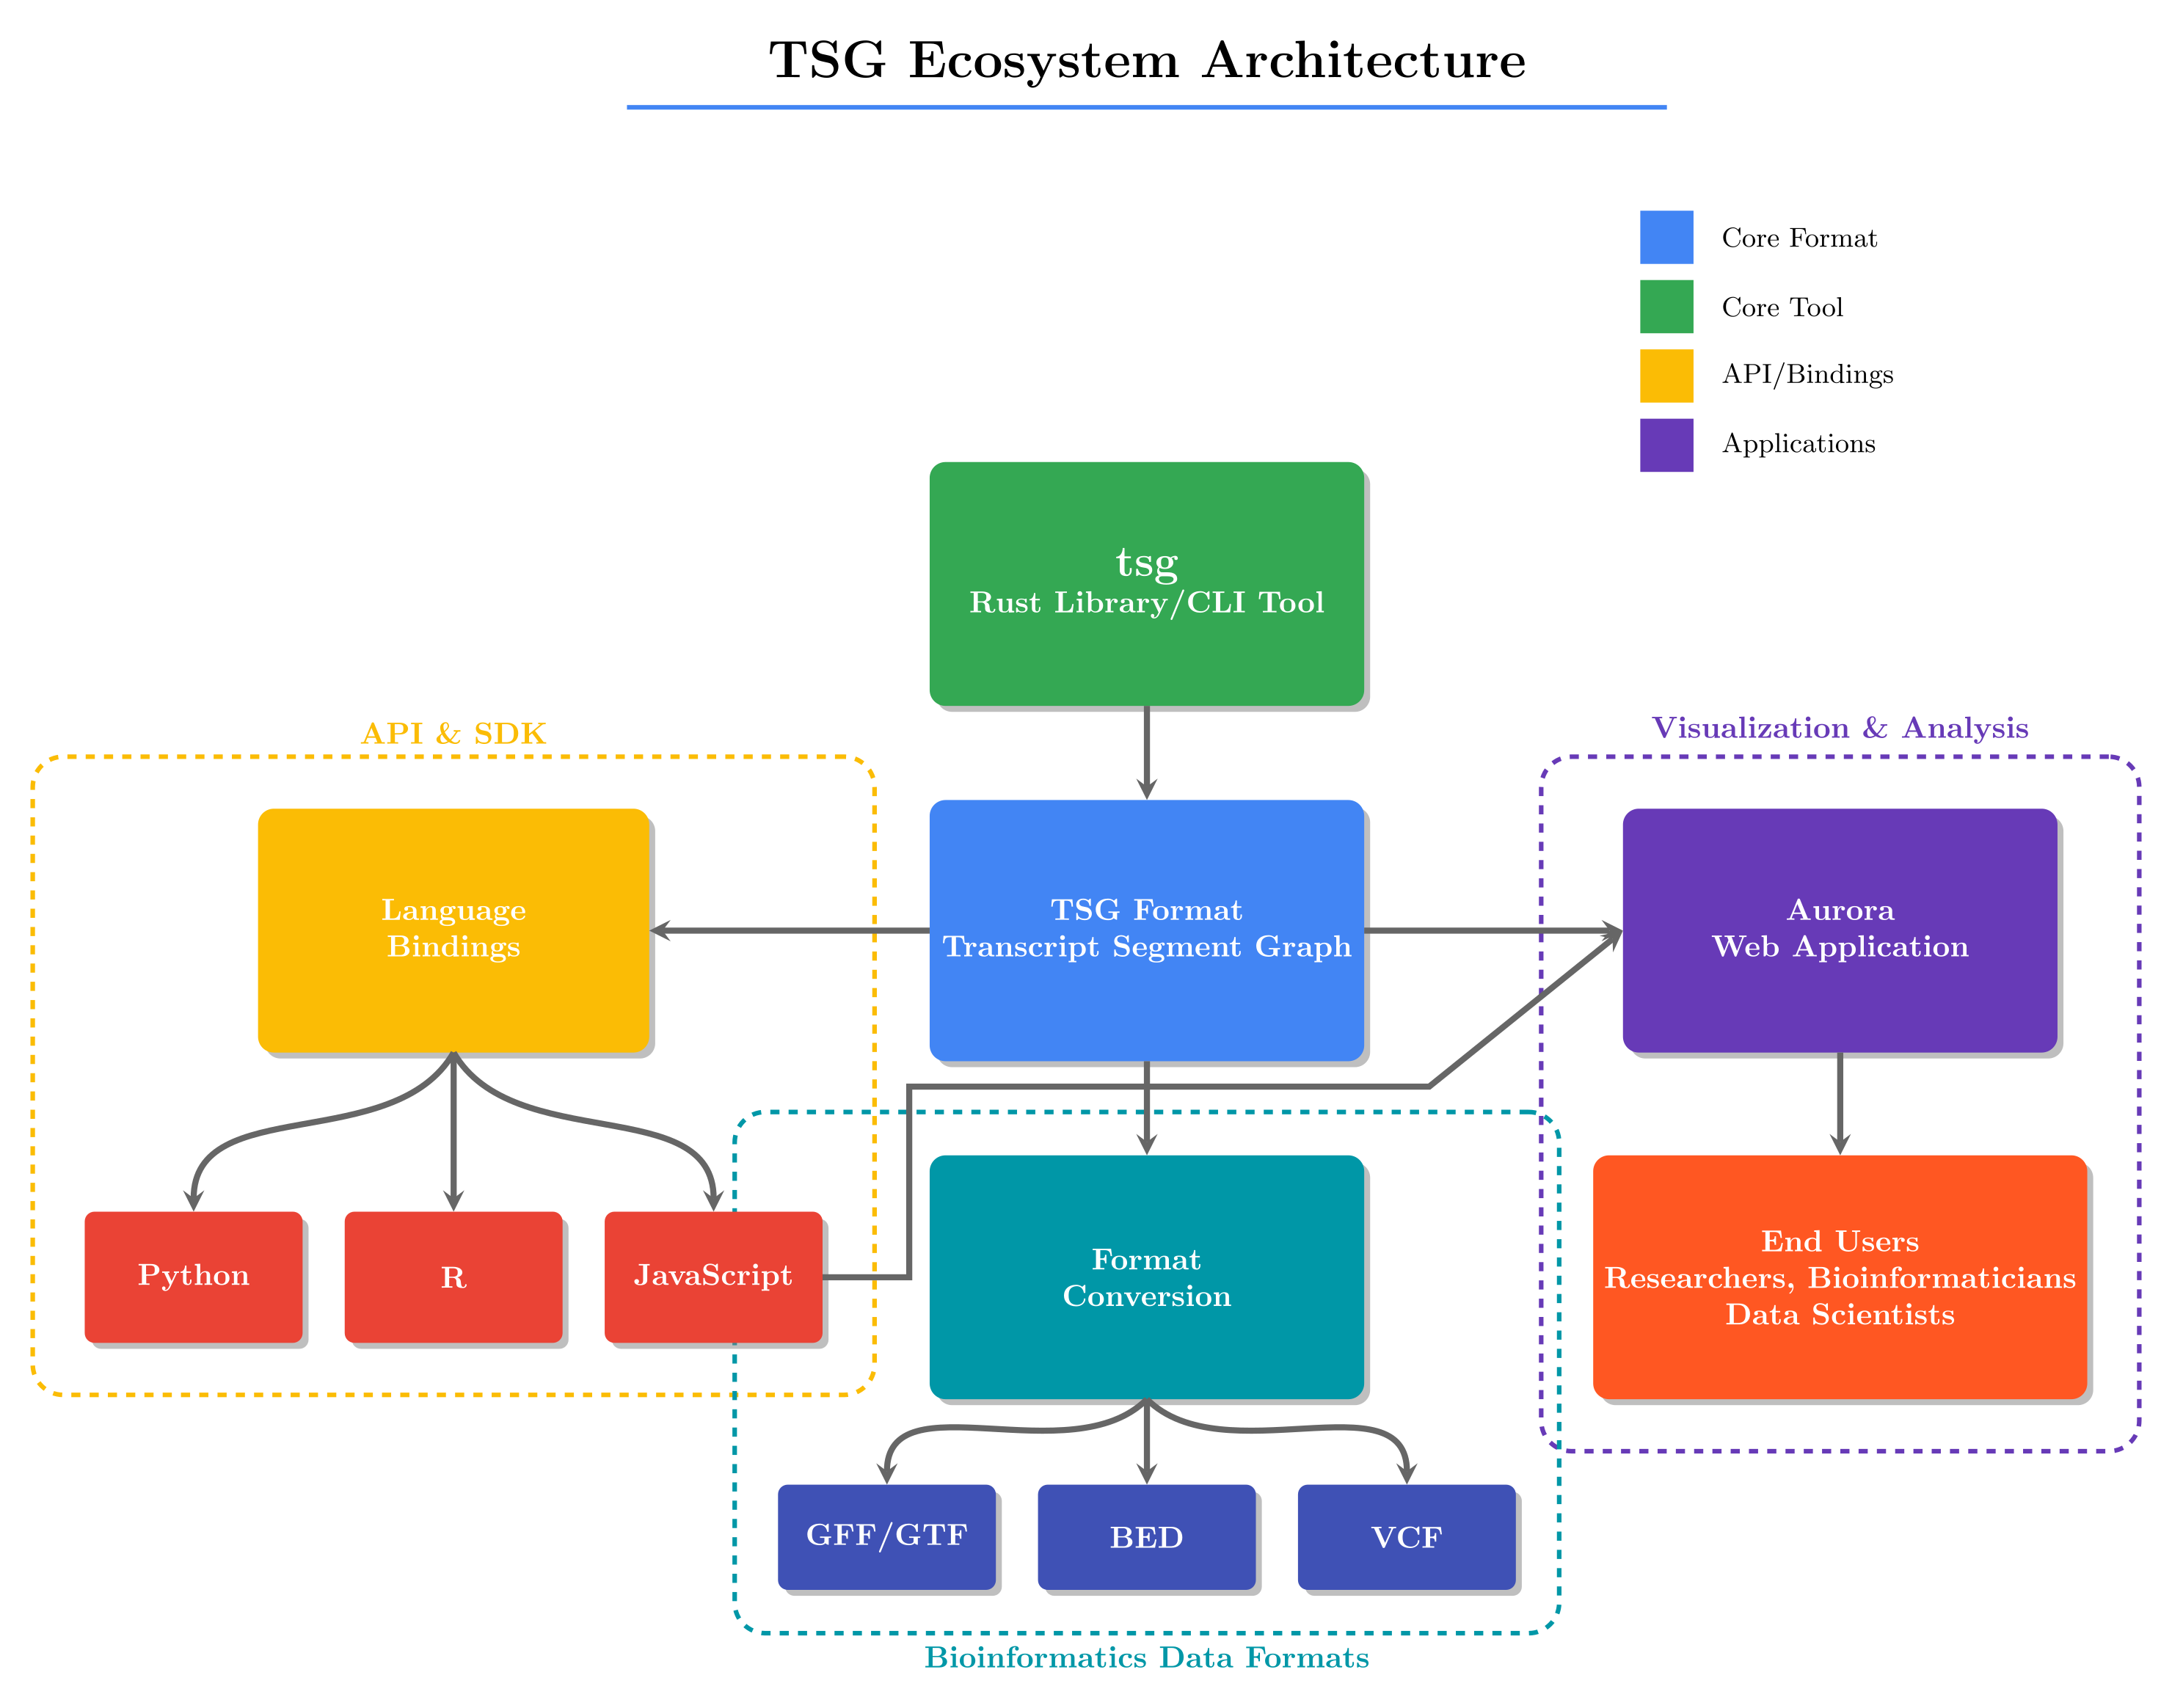 TSG Ecosystem Architecture
Core Format
Core Tool
API/Bindings
Applications
tsg
Rust Library/CLI Tool
API & SDK
Visualization & Analysis
Language
Bindings
TSG Format
Transcript Segment Graph
Aurora
Web Application
Python
R
JavaScript
Format
Conversion
End Users
Researchers, Bioinformaticians
Data Scientists
GFF/GTF
BED
VCF
Bioinformatics Data Formats